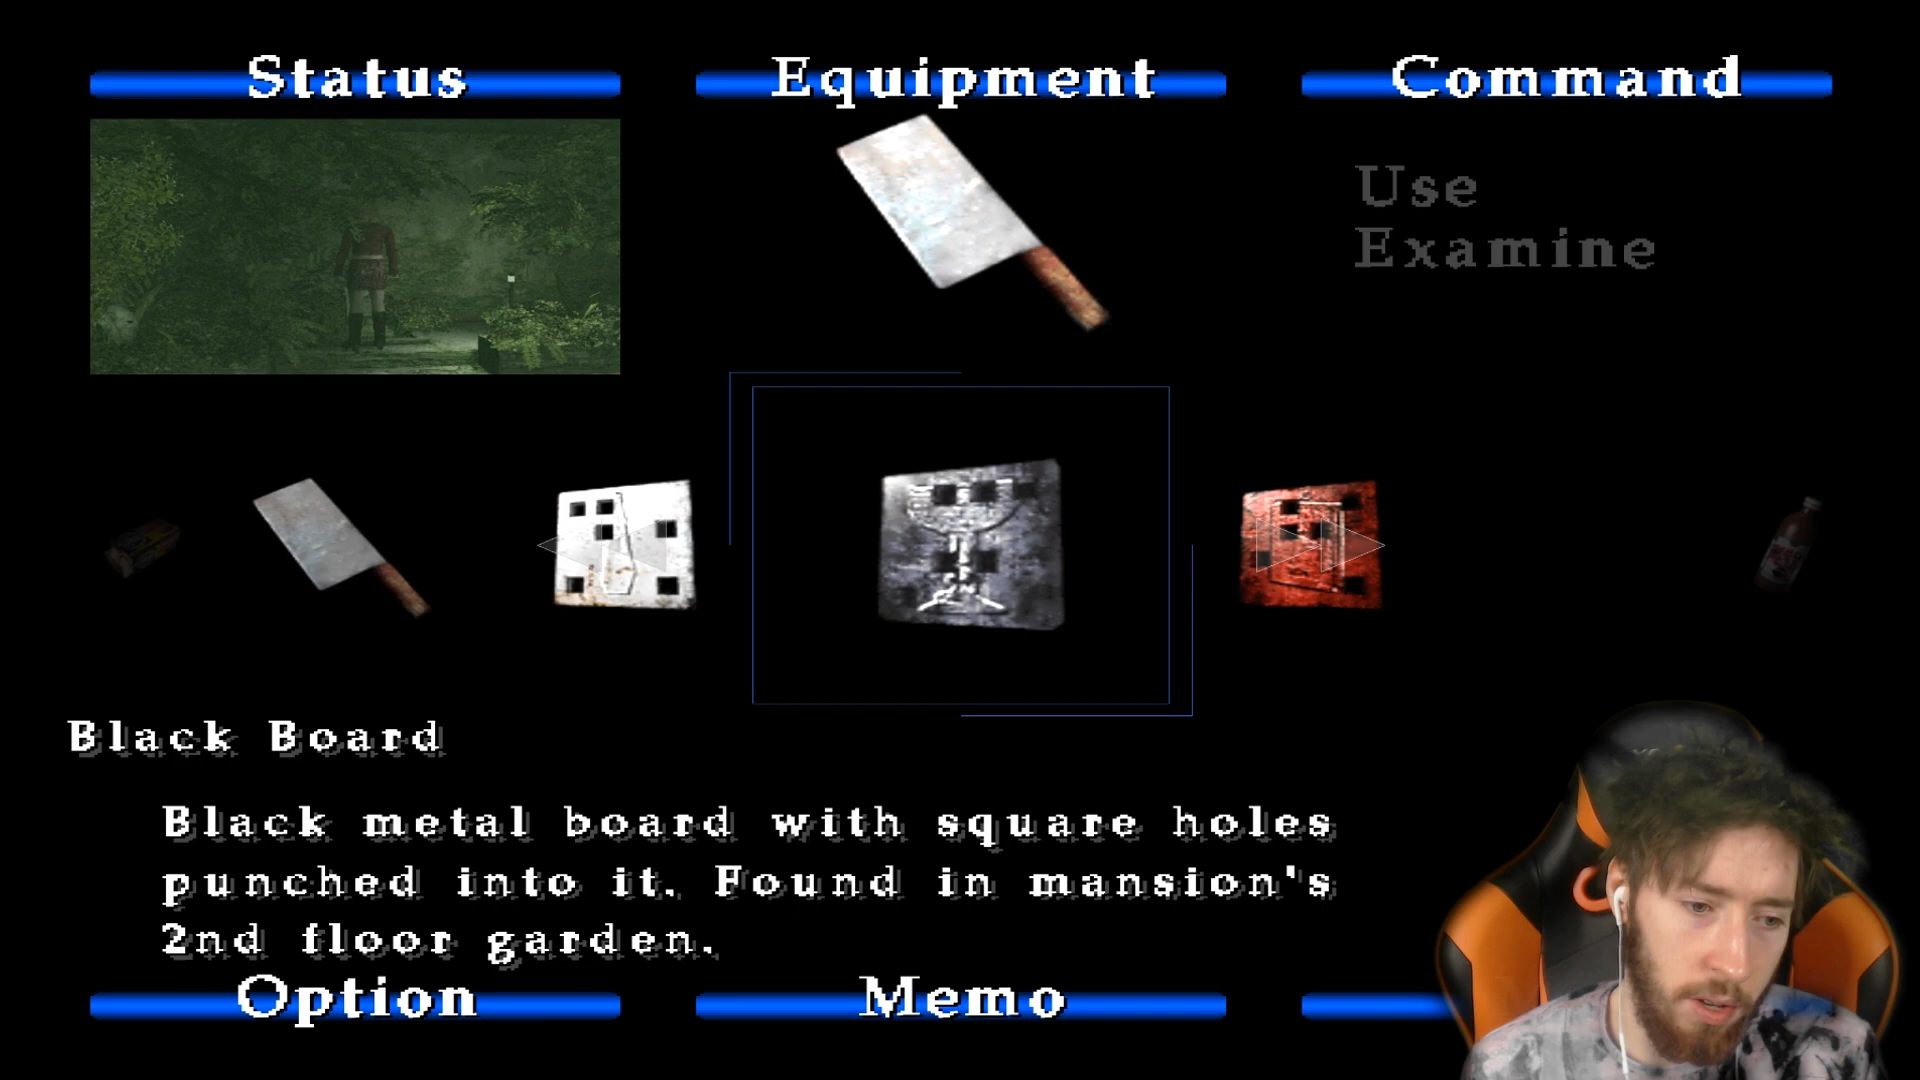 Status
Equipment
Command
Use
Examine
Black Board
Black metal board with square holes
punched into it. Found in mansion's
2nd floor garden.
Option
Memo